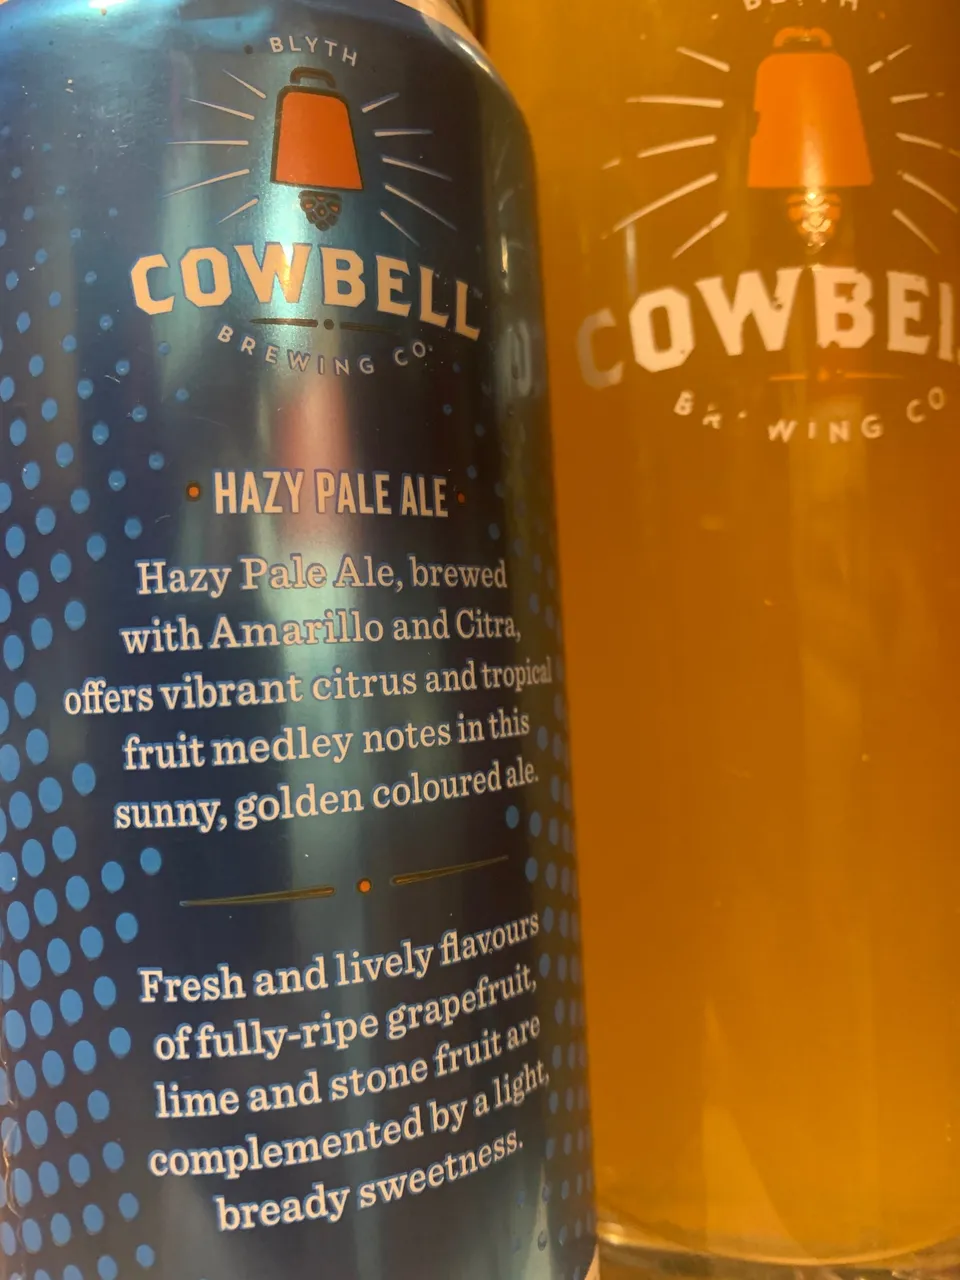 BLYTH
COWBELL
BREWING CO.
HAZY PALE ALE
Hazy Pale Ale, brewed
with Amarillo and Citra,
offers vibrant citrus and tropical
fruit medley notes in this
sunny, golden coloured ale.
Fresh and lively flavours
of fully-ripe grapefruit,
lime and stone fruit are
complemented by a light,
bready sweetness.
BLYTH
COWBEL
BREWING CO